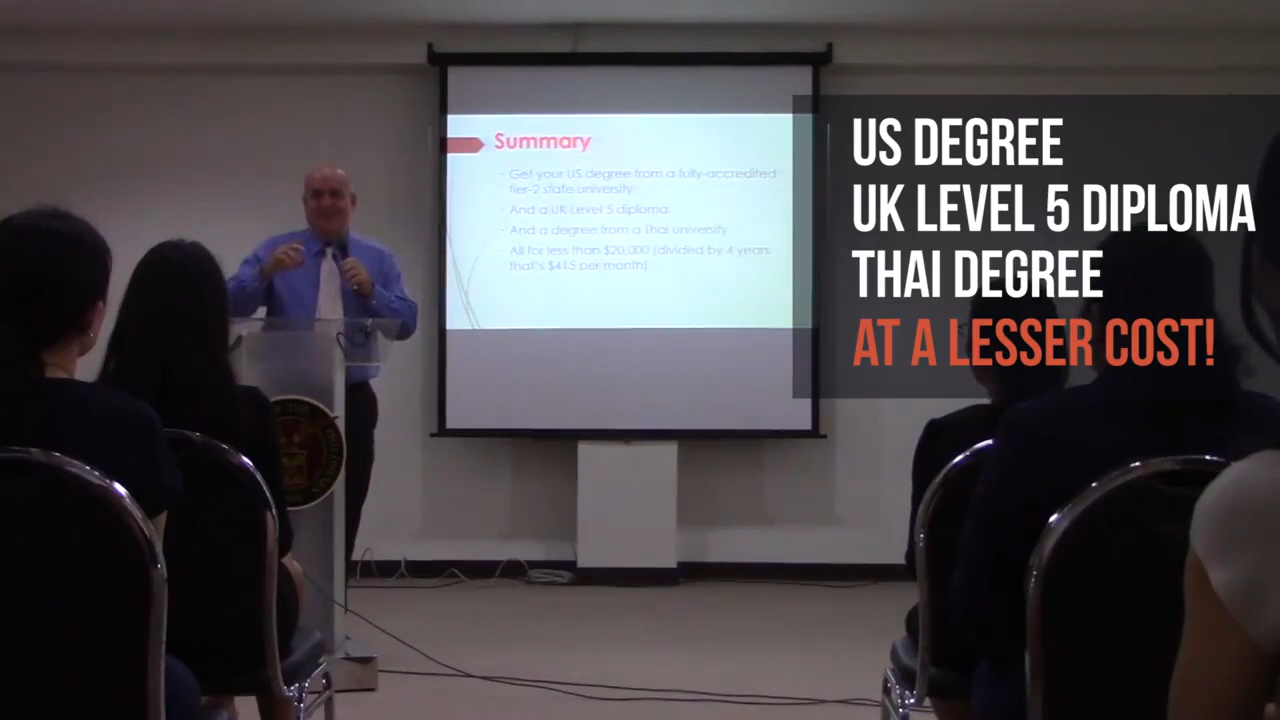 Summary
Get your US degree from a fully-accredited
tier-2 state university
And a UK Level 5 diploma
And a degree from a Thai university
All for less than $20,000 (divided by 4 years
that's $415 per month)
US DEGREE
UK LEVEL 5 DIPLOMA
THAI DEGREE
AT A LESSER COST!
OF THE